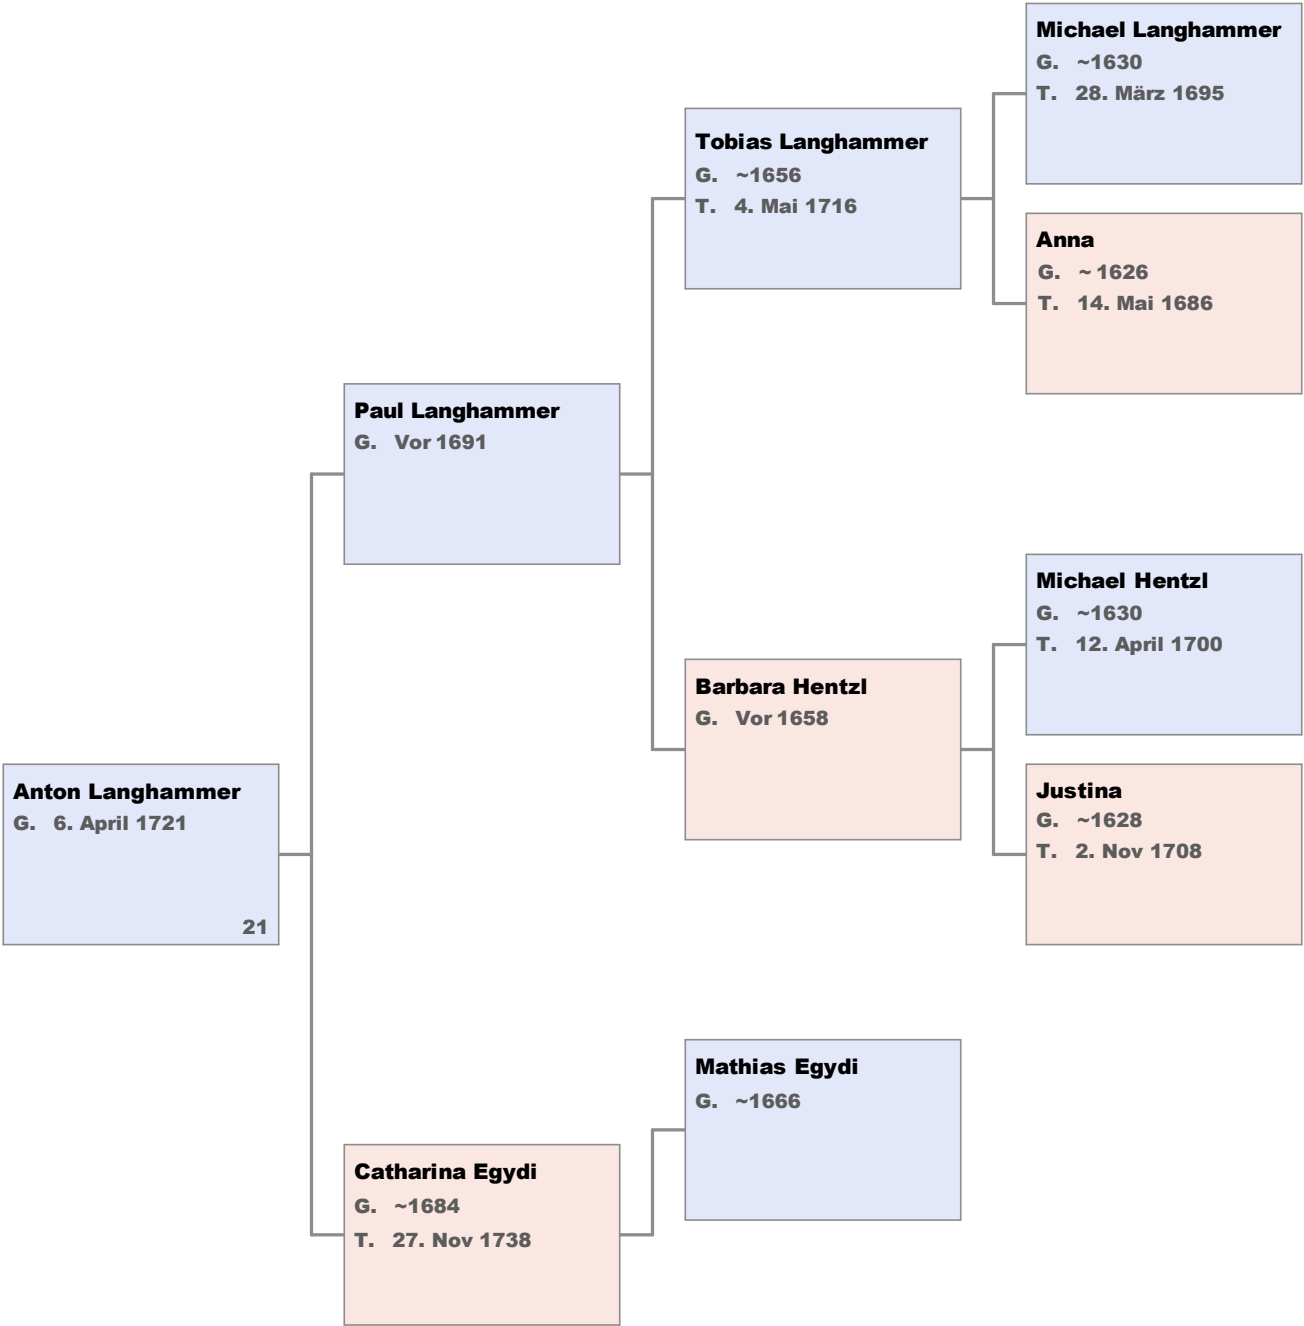 Michael Langhammer
G. ~1630
T. 28. März 1695
Tobias Langhammer
G. ~1656
T. 4. Mai 1716
Anna
G. ~ 1626
T. 14. Mai 1686
Paul Langhammer
G. Vor 1691
Michael Hentzl
G. ~1630
T. 12. April 1700
Barbara Hentzl
G. Vor 1658
Anton Langhammer
G. 6. April 1721
21
Justina
G. ~1628
T. 2. Nov 1708
Mathias Egydi
G. ~1666
Catharina Egydi
G. ~1684
T. 27. Nov 1738